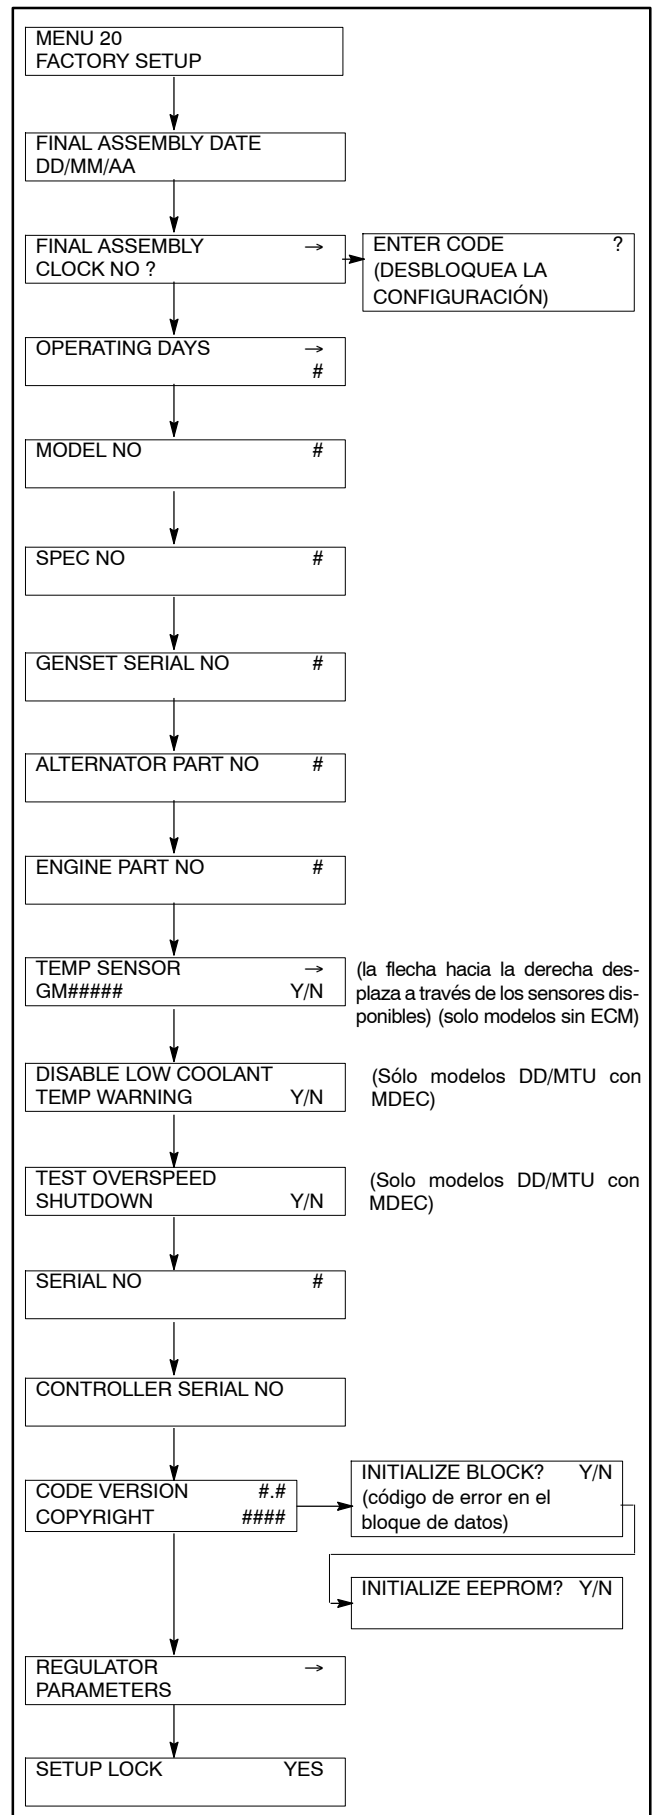 MENU 20
FACTORY SETUP
FINAL ASSEMBLY DATE
DD/MM/AA
FINAL ASSEMBLY →
CLOCK NO ?
ENTER CODE ?
(DESBLOQUEA LA
CONFIGURACIÓN)
OPERATING DAYS →
#
MODEL NO #
SPEC NO #
GENSET SERIAL NO #
ALTERNATOR PART NO #
ENGINE PART NO #
TEMP SENSOR →
GM##### Y/N
(la flecha hacia la derecha des-
plaza a través de los sensores dis-
ponibles) (solo modelos sin ECM)
DISABLE LOW COOLANT
TEMP WARNING Y/N
(Sólo modelos DD/MTU con
MDEC)
TEST OVERSPEED
SHUTDOWN Y/N
(Solo modelos DD/MTU con
MDEC)
SERIAL NO #
CONTROLLER SERIAL NO
CODE VERSION #.#
COPYRIGHT ####
INITIALIZE BLOCK? Y/N
(código de error en el
bloque de datos)
INITIALIZE EEPROM? Y/N
REGULATOR →
PARAMETERS
SETUP LOCK YES